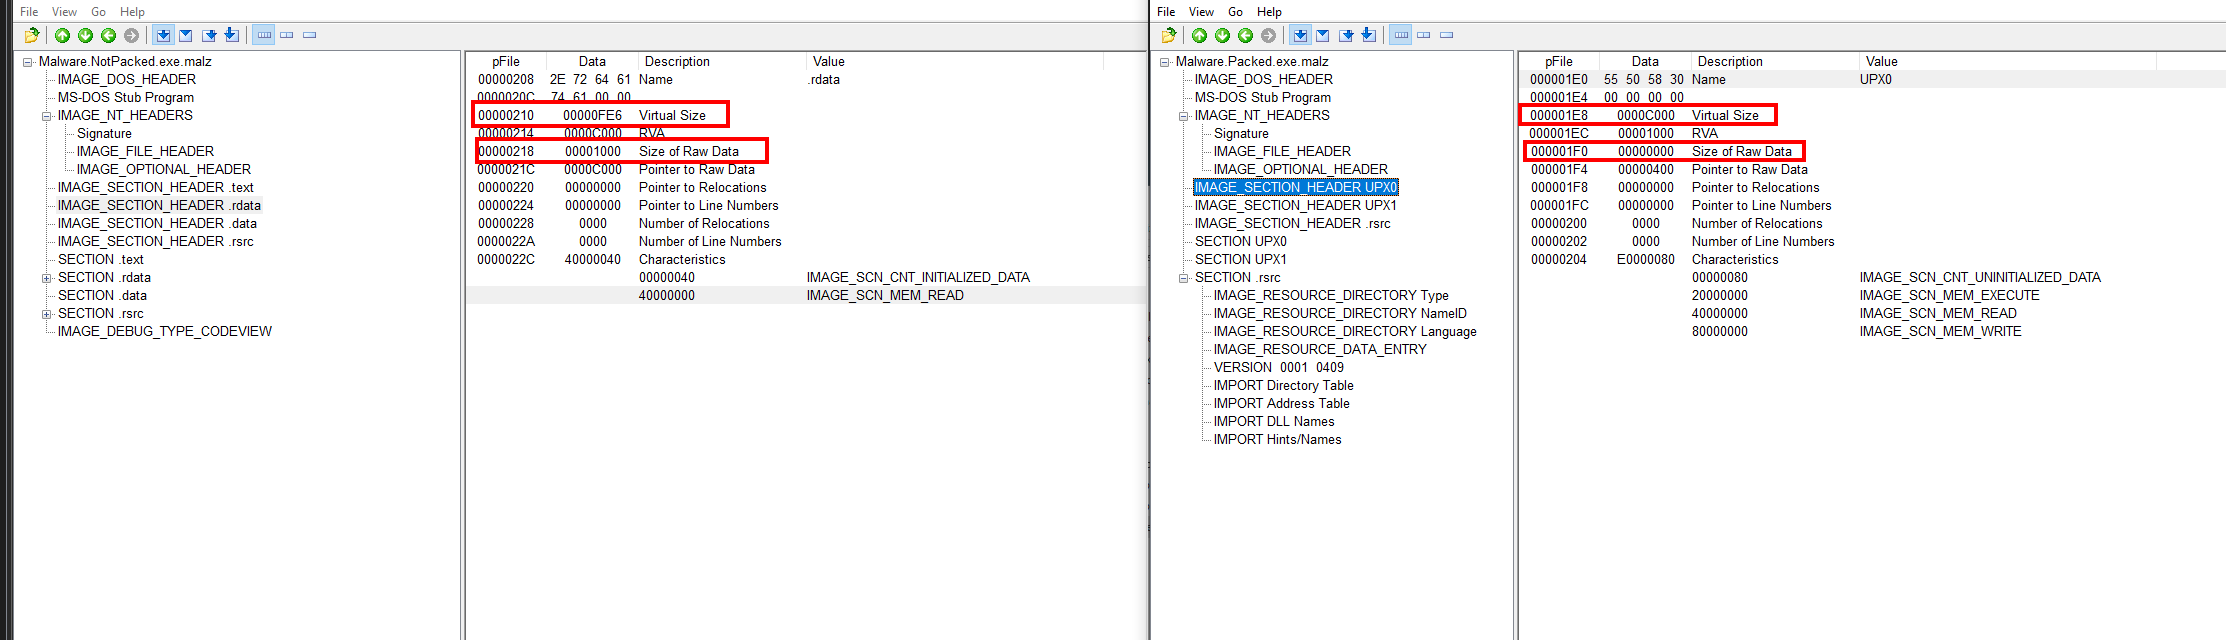 File View Go Help
Malware.NotPacked.exe.malz
IMAGE_DOS_HEADER
MS-DOS Stub Program
IMAGE_NT_HEADERS
Signature
IMAGE_FILE_HEADER
IMAGE_OPTIONAL_HEADER
IMAGE_SECTION_HEADER .text
IMAGE_SECTION_HEADER .rdata
IMAGE_SECTION_HEADER .data
IMAGE_SECTION_HEADER .rsrc
SECTION .text
SECTION .rdata
SECTION .data
SECTION .rsrc
IMAGE_DEBUG_TYPE_CODEVIEW
pFile Data Description Value
00000208 2E 72 64 61 Name .rdata
0000020C 74 61 00 00
00000210 00000FE6 Virtual Size
00000214 0000C000 RVA
00000218 00001000 Size of Raw Data
0000021C 0000C000 Pointer to Raw Data
00000220 00000000 Pointer to Relocations
00000224 00000000 Pointer to Line Numbers
00000228 0000 Number of Relocations
0000022A 0000 Number of Line Numbers
0000022C 40000040 Characteristics
00000040 IMAGE_SCN_CNT_INITIALIZED_DATA
40000000 IMAGE_SCN_MEM_READ
File View Go Help
Malware.Packed.exe.malz
IMAGE_DOS_HEADER
MS-DOS Stub Program
IMAGE_NT_HEADERS
Signature
IMAGE_FILE_HEADER
IMAGE_OPTIONAL_HEADER
IMAGE_SECTION_HEADER UPX0
IMAGE_SECTION_HEADER UPX1
IMAGE_SECTION_HEADER .rsrc
SECTION UPX0
SECTION UPX1
SECTION .rsrc
IMAGE_RESOURCE_DIRECTORY Type
IMAGE_RESOURCE_DIRECTORY NameID
IMAGE_RESOURCE_DIRECTORY Language
IMAGE_RESOURCE_DATA_ENTRY
VERSION 0001 0409
IMPORT Directory Table
IMPORT Address Table
IMPORT DLL Names
IMPORT Hints/Names
pFile Data Description Value
000001E0 55 50 58 30 Name UPX0
000001E4 00 00 00 00
000001E8 0000C000 Virtual Size
000001EC 00001000 RVA
000001F0 00000000 Size of Raw Data
000001F4 00000400 Pointer to Raw Data
000001F8 00000000 Pointer to Relocations
000001FC 00000000 Pointer to Line Numbers
00000200 0000 Number of Relocations
00000202 0000 Number of Line Numbers
00000204 E0000080 Characteristics
00000080 IMAGE_SCN_CNT_UNINITIALIZED_DATA
20000000 IMAGE_SCN_MEM_EXECUTE
40000000 IMAGE_SCN_MEM_READ
80000000 IMAGE_SCN_MEM_WRITE